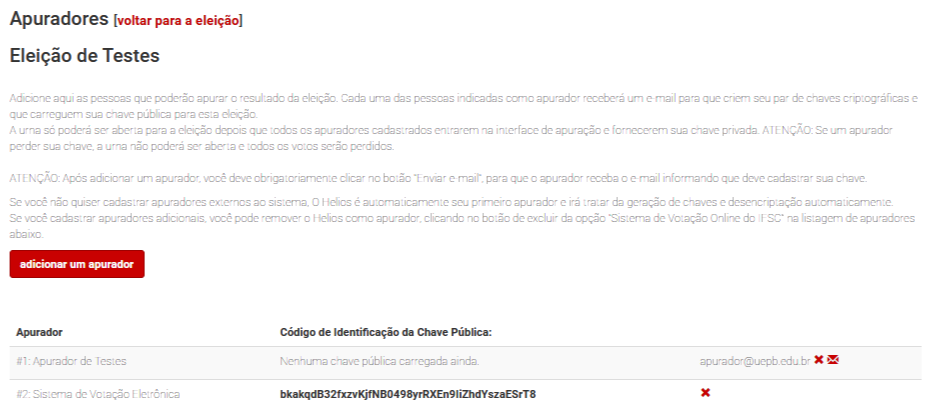 Apuradores [voltar para a eleição]
Eleição de Testes
Adicione aqui as pessoas que poderão apurar o resultado da eleição. Cada uma das pessoas indicadas como apurador receberá um e-mail para que criem seu par de chaves criptográficas e
que carreguem sua chave pública para esta eleição.
A urna só poderá ser aberta para a eleição depois que todos os apuradores cadastrados entrarem na interface de apuração e fornecerem sua chave privada. ATENÇÃO: Se um apurador
perder sua chave, a urna não poderá ser aberta e todos os votos serão perdidos.
ATENÇÃO: Após adicionar um apurador, você deve obrigatoriamente clicar no botão "Enviar e-mail", para que o apurador receba o e-mail informando que deve cadastrar sua chave.
Se você não quiser cadastrar apuradores externos ao sistema, O Helios é automaticamente seu primeiro apurador e irá tratar da geração de chaves e desencriptação automaticamente.
Se você cadastrar apuradores adicionais, você pode remover o Helios como apurador, clicando no botão de excluir da opção "Sistema de Votação Online do IFSC" na listagem de apuradores
abaixo.
adicionar um apurador
Apurador Código de Identificação da Chave Pública:
#1: Apurador de Testes Nenhuma chave pública carregada ainda. apurador@uepb.edu.br
#2: Sistema de Votação Eletrônica bkakqdB32fxzvKjfNB0498yrRXEn9liZhdYszaESrT8